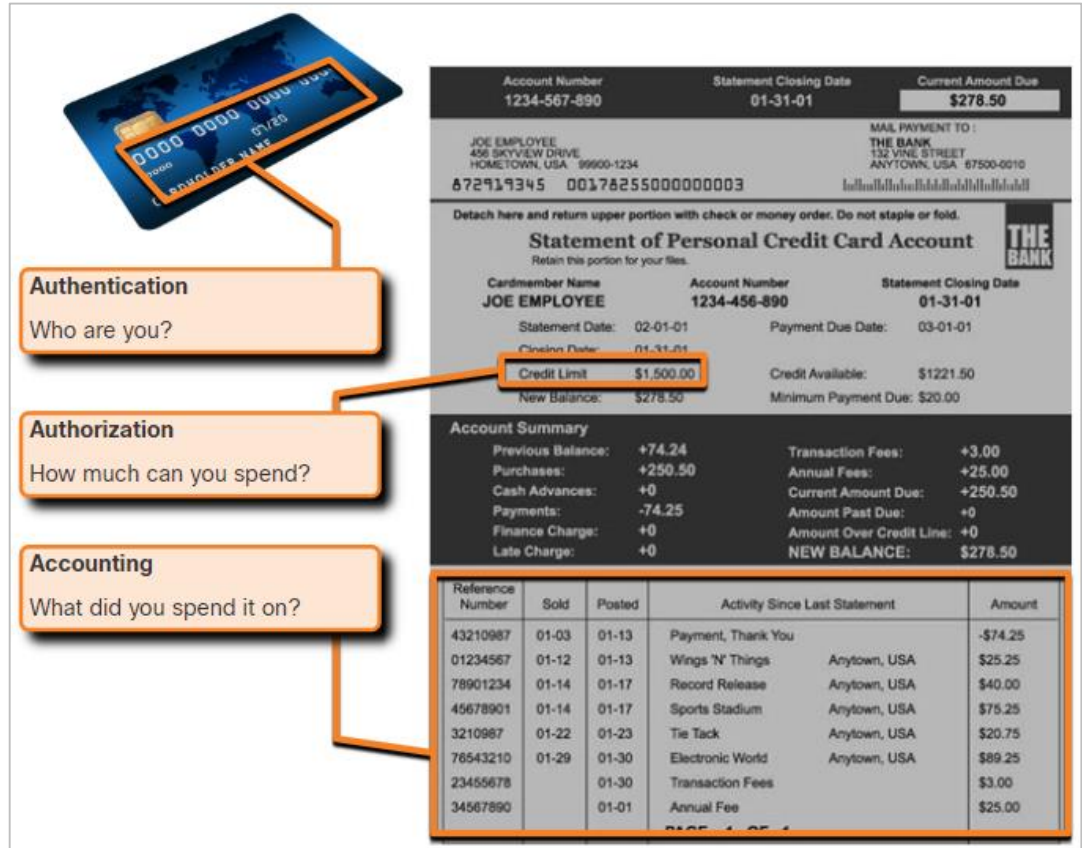 0000 0000 0000 000
0000 07/20
CARDHOLDER NAME
Authentication
Who are you?
Authorization
How much can you spend?
Accounting
What did you spend it on?
Account Number Statement Closing Date Current Amount Due
1234-567-890 01-31-01 $278.50
JOE EMPLOYEE
456 SKYVIEW DRIVE
HOMETOWN, USA 99900-1234
MAIL PAYMENT TO :
THE BANK
132 VINE STREET
ANYTOWN, USA 67500-0010
872919345 00178255000000003
Detach here and return upper portion with check or money order. Do not staple or fold.
Statement of Personal Credit Card Account
Retain this portion for your files.
THE
BANK
Cardmember Name Account Number Statement Closing Date
JOE EMPLOYEE 1234-456-890 01-31-01
Statement Date: 02-01-01 Payment Due Date: 03-01-01
Closing Date: 01-31-01
Credit Limit $1,500.00 Credit Available: $1221.50
New Balance: $278.50 Minimum Payment Due: $20.00
Account Summary
Previous Balance: +74.24 Transaction Fees: +3.00
Purchases: +250.50 Annual Fees: +25.00
Cash Advances: +0 Current Amount Due: +250.50
Payments: -74.25 Amount Past Due: +0
Finance Charge: +0 Amount Over Credit Line: +0
Late Charge: +0 NEW BALANCE: $278.50
Reference
Number Sold Posted Activity Since Last Statement Amount
43210987 01-03 01-13 Payment, Thank You -$74.25
01234567 01-12 01-13 Wings 'N' Things Anytown, USA $25.25
78901234 01-14 01-17 Record Release Anytown, USA $40.00
45678901 01-14 01-17 Sports Stadium Anytown, USA $75.25
3210987 01-22 01-23 Tie Tack Anytown, USA $20.75
76543210 01-29 01-30 Electronic World Anytown, USA $89.25
23455678 01-30 Transaction Fees $3.00
34567890 01-01 Annual Fee $25.00